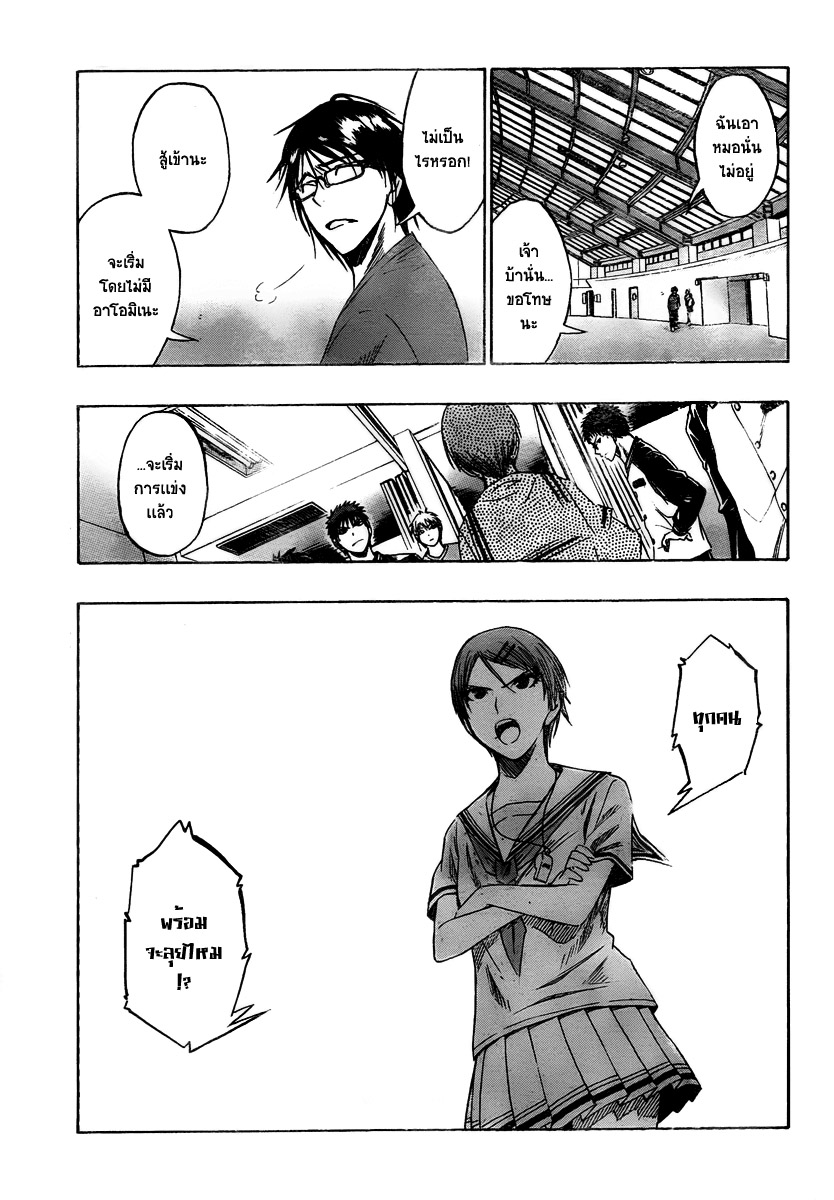 ฉันเอา
หมอนั่น
ไม่อยู่
เจ้า
บ้านั่น...
ขอโทษ
นะ
ไม่เป็น
ไรหรอก!
สู้เข้านะ
จะเริ่ม
โดยไม่มี
อาโอมิเนะ
...จะเริ่ม
การแข่ง
แล้ว
ทุกคน
พร้อม
จะลุยไหม
!?